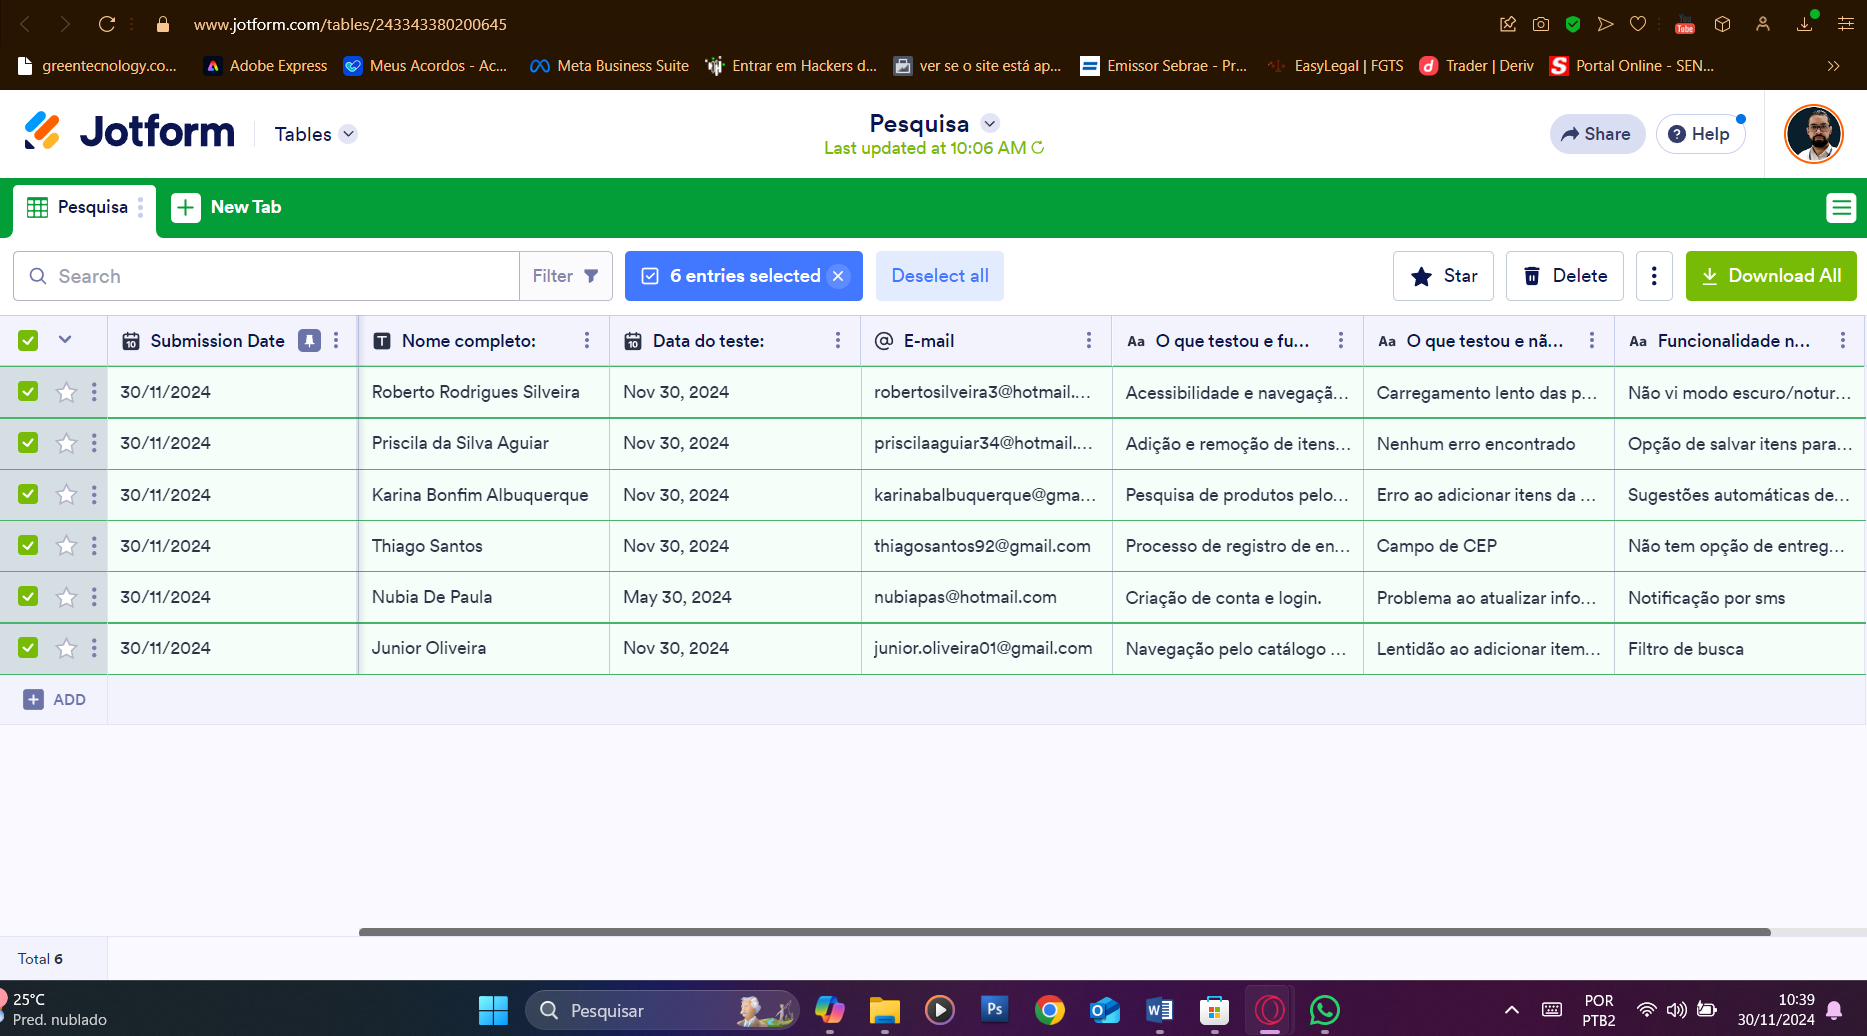 www.jotform.com/tables/243343380200645
greentecnology.co... Adobe Express Meus Acordos - Ac... Meta Business Suite Entrar em Hackers d... ver se o site está ap... Emissor Sebrae - Pr... EasyLegal | FGTS Trader | Deriv Portal Online - SEN...
Jotform Tables Pesquisa Share Help
Last updated at 10:06 AM
Pesquisa New Tab
Search Filter 6 entries selected Deselect all Star Delete Download All
Submission Date Nome completo: Data do teste: E-mail Aa O que testou e fu... Aa O que testou e nã... Aa Funcionalidade n...
30/11/2024 Roberto Rodrigues Silveira Nov 30, 2024 robertosilveira3@hotmail.... Acessibilidade e navegaçã... Carregamento lento das p... Não vi modo escuro/notur...
30/11/2024 Priscila da Silva Aguiar Nov 30, 2024 priscilaaguiar34@hotmail.... Adição e remoção de itens... Nenhum erro encontrado Opção de salvar itens para...
30/11/2024 Karina Bonfim Albuquerque Nov 30, 2024 karinabalbuquerque@gma... Pesquisa de produtos pelo... Erro ao adicionar itens da ... Sugestões automáticas de...
30/11/2024 Thiago Santos Nov 30, 2024 thiagosantos92@gmail.com Processo de registro de en... Campo de CEP Não tem opção de entreg...
30/11/2024 Nubia De Paula May 30, 2024 nubiapas@hotmail.com Criação de conta e login. Problema ao atualizar info... Notificação por sms
30/11/2024 Junior Oliveira Nov 30, 2024 junior.oliveira01@gmail.com Navegação pelo catálogo ... Lentidão ao adicionar item... Filtro de busca
ADD
Total 6
25°C
Pred. nublado
Pesquisar
Ps
POR
PTB2
10:39
30/11/2024